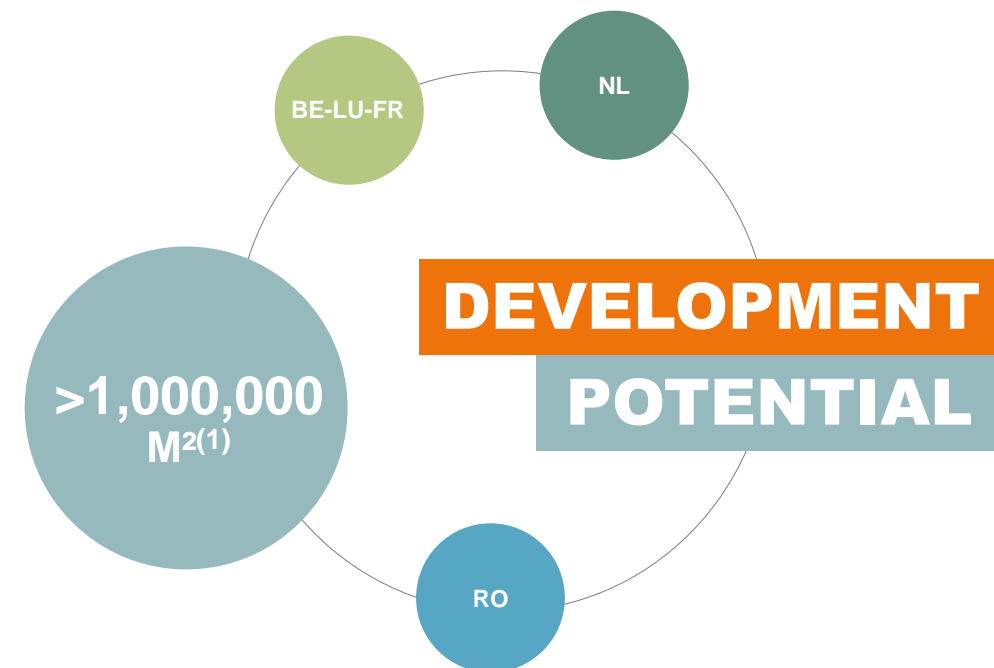 NL
BE-LU-FR
DEVELOPMENT
POTENTIAL
>1,000,000
M²⁽¹⁾
RO